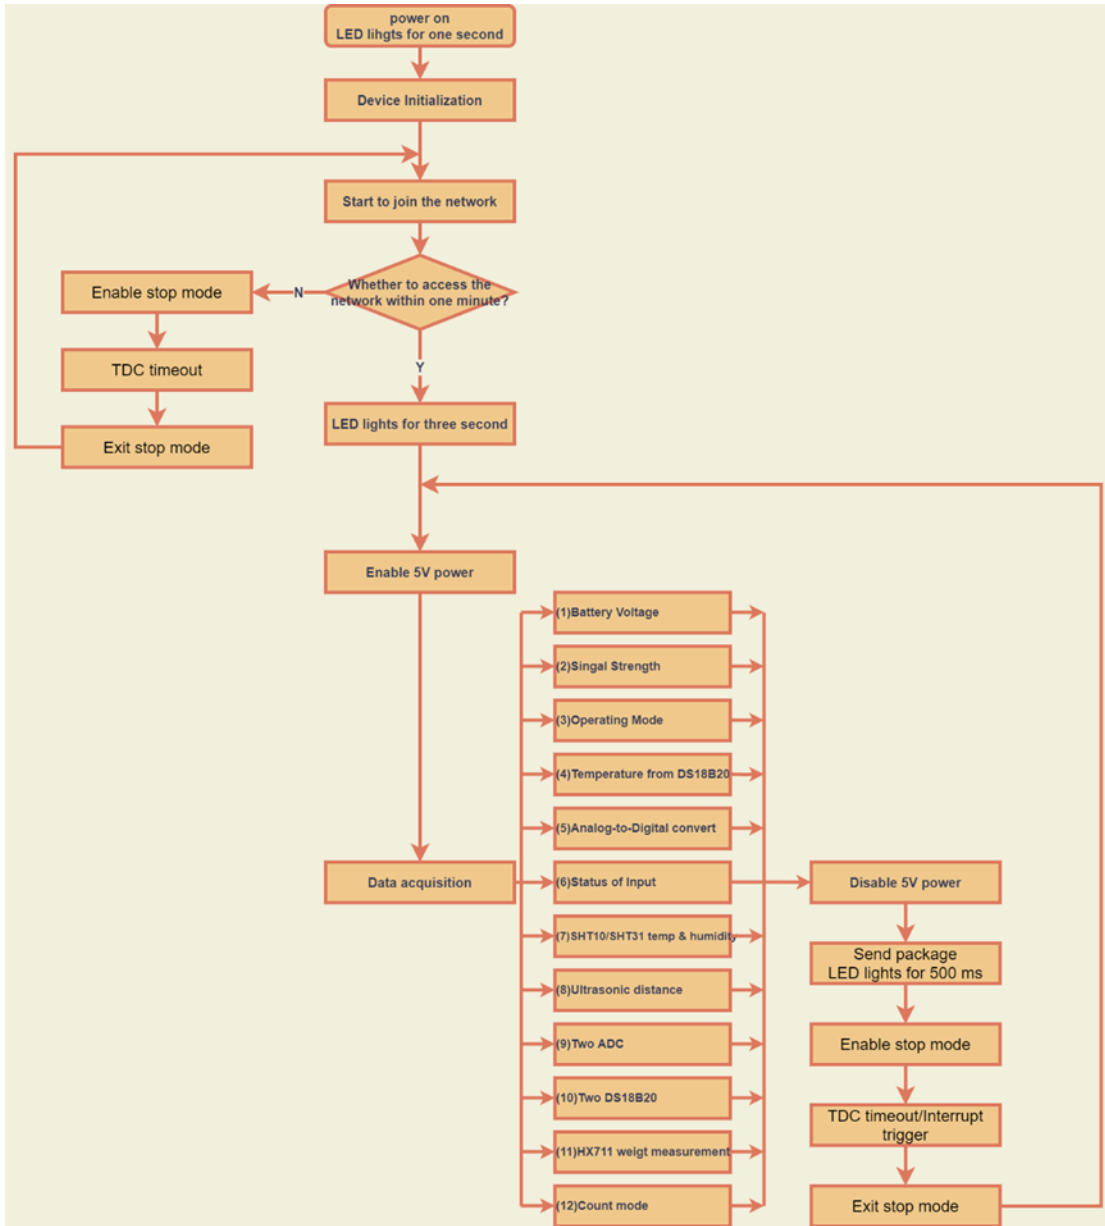 power on
LED lihgts for one second
Device Initialization
Start to join the network
Whether to access the
network within one minute?
N
Enable stop mode
TDC timeout
Exit stop mode
Y
LED lights for three second
Enable 5V power
Data acquisition
(1)Battery Voltage
(2)Singal Strength
(3)Operating Mode
(4)Temperature from DS18B20
(5)Analog-to-Digital convert
(6)Status of Input
(7)SHT10/SHT31 temp & humidity
(8)Ultrasonic distance
(9)Two ADC
(10)Two DS18B20
(11)HX711 weigt measurement
(12)Count mode
Disable 5V power
Send package
LED lights for 500 ms
Enable stop mode
TDC timeout/Interrupt
trigger
Exit stop mode